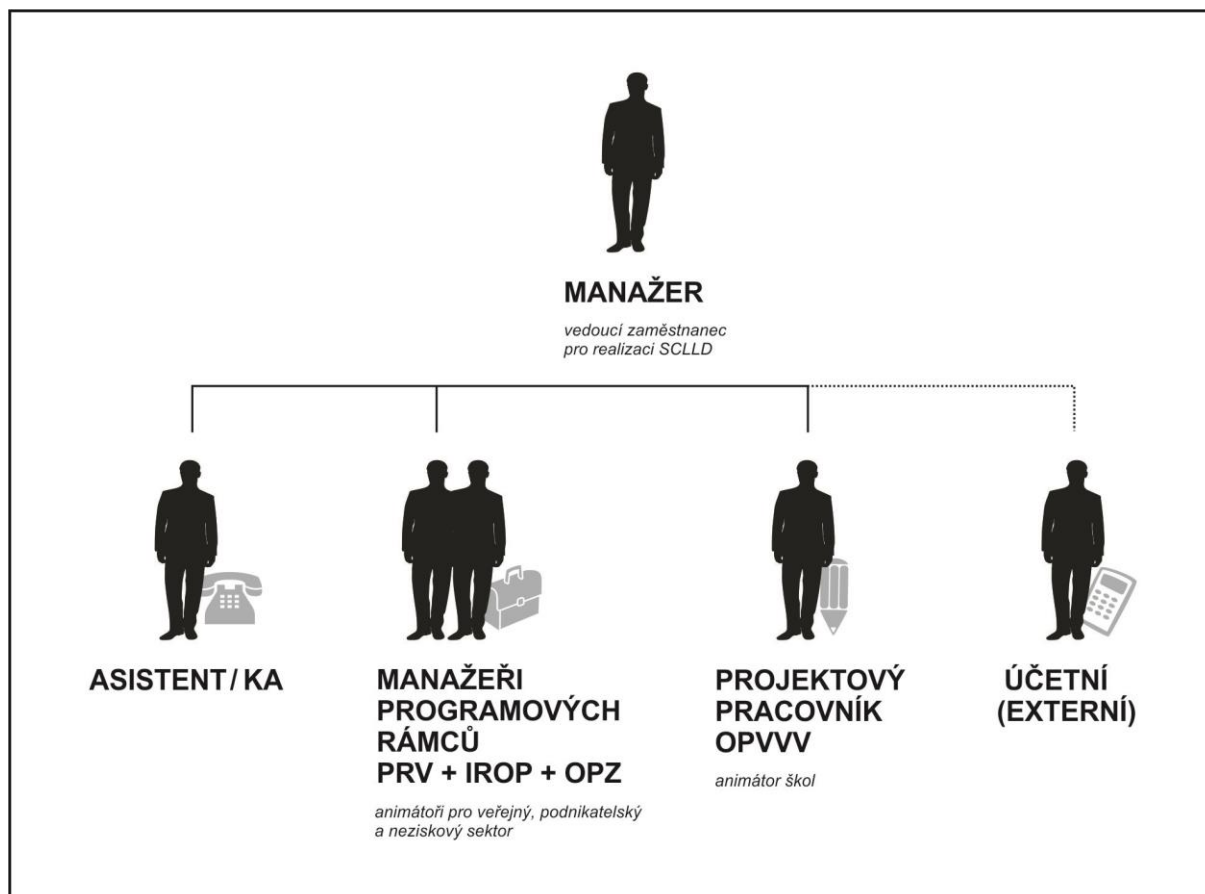 MANAŽER
vedoucí zaměstnanec
pro realizaci SCLLD
ASISTENT / KA
MANAŽEŘI
PROGRAMOVÝCH
RÁMCŮ
PRV + IROP + OPZ
animátoři pro veřejný, podnikatelský
a neziskový sektor
PROJEKTOVÝ
PRACOVNÍK
OPVVV
animátor škol
ÚČETNÍ
(EXTERNÍ)